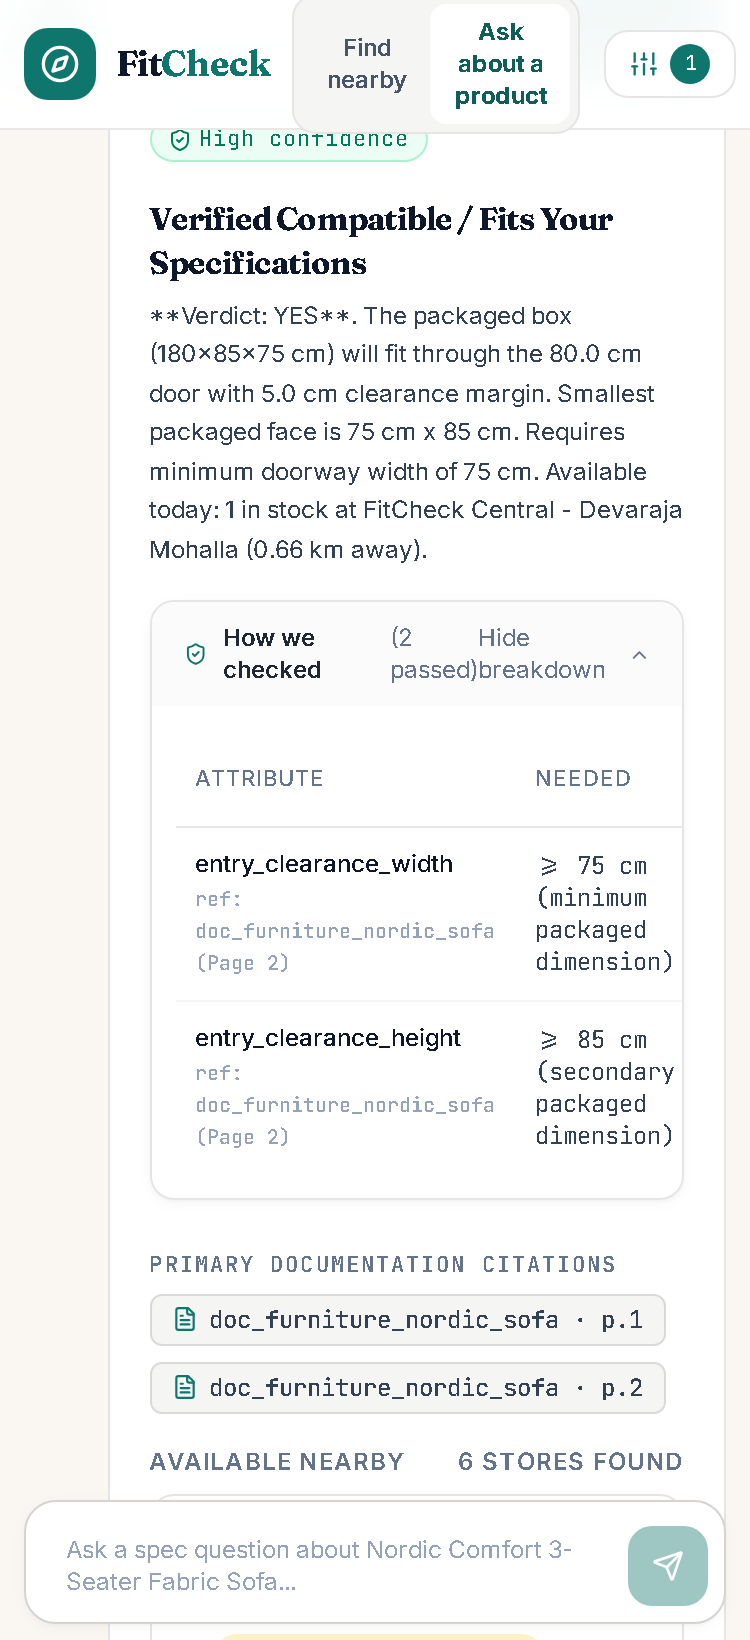 FitCheck
Find
nearby
Ask
about a
product
1
High confidence
Verified Compatible / Fits Your
Specifications
**Verdict: YES**. The packaged box
(180×85×75 cm) will fit through the 80.0 cm
door with 5.0 cm clearance margin. Smallest
packaged face is 75 cm x 85 cm. Requires
minimum doorway width of 75 cm. Available
today: 1 in stock at FitCheck Central - Devaraja
Mohalla (0.66 km away).
How we
checked
(2
passed)
Hide
breakdown
ATTRIBUTE NEEDED
entry_clearance_width
ref:
doc_furniture_nordic_sofa
(Page 2)
⩾ 75 cm
(minimum
packaged
dimension)
entry_clearance_height
ref:
doc_furniture_nordic_sofa
(Page 2)
⩾ 85 cm
(secondary
packaged
dimension)
PRIMARY DOCUMENTATION CITATIONS
doc_furniture_nordic_sofa · p.1
doc_furniture_nordic_sofa · p.2
AVAILABLE NEARBY 6 STORES FOUND
Ask a spec question about Nordic Comfort 3-
Seater Fabric Sofa...